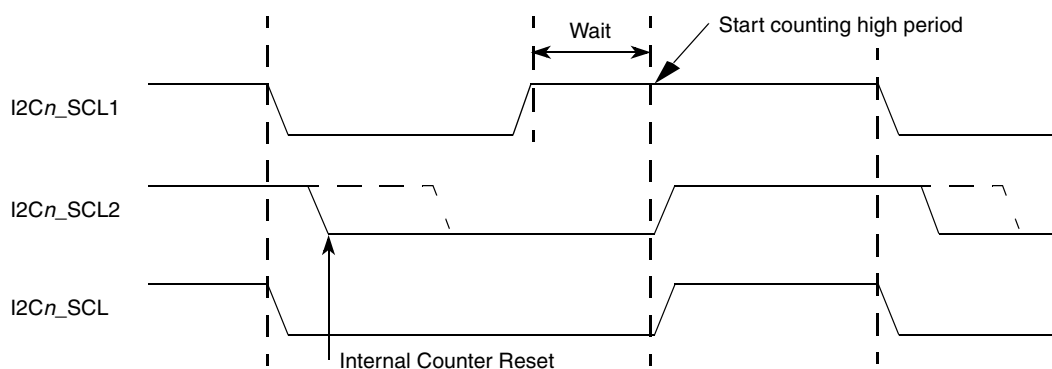 Wait
Start counting high period
I2Cn_SCL1
I2Cn_SCL2
I2Cn_SCL
Internal Counter Reset